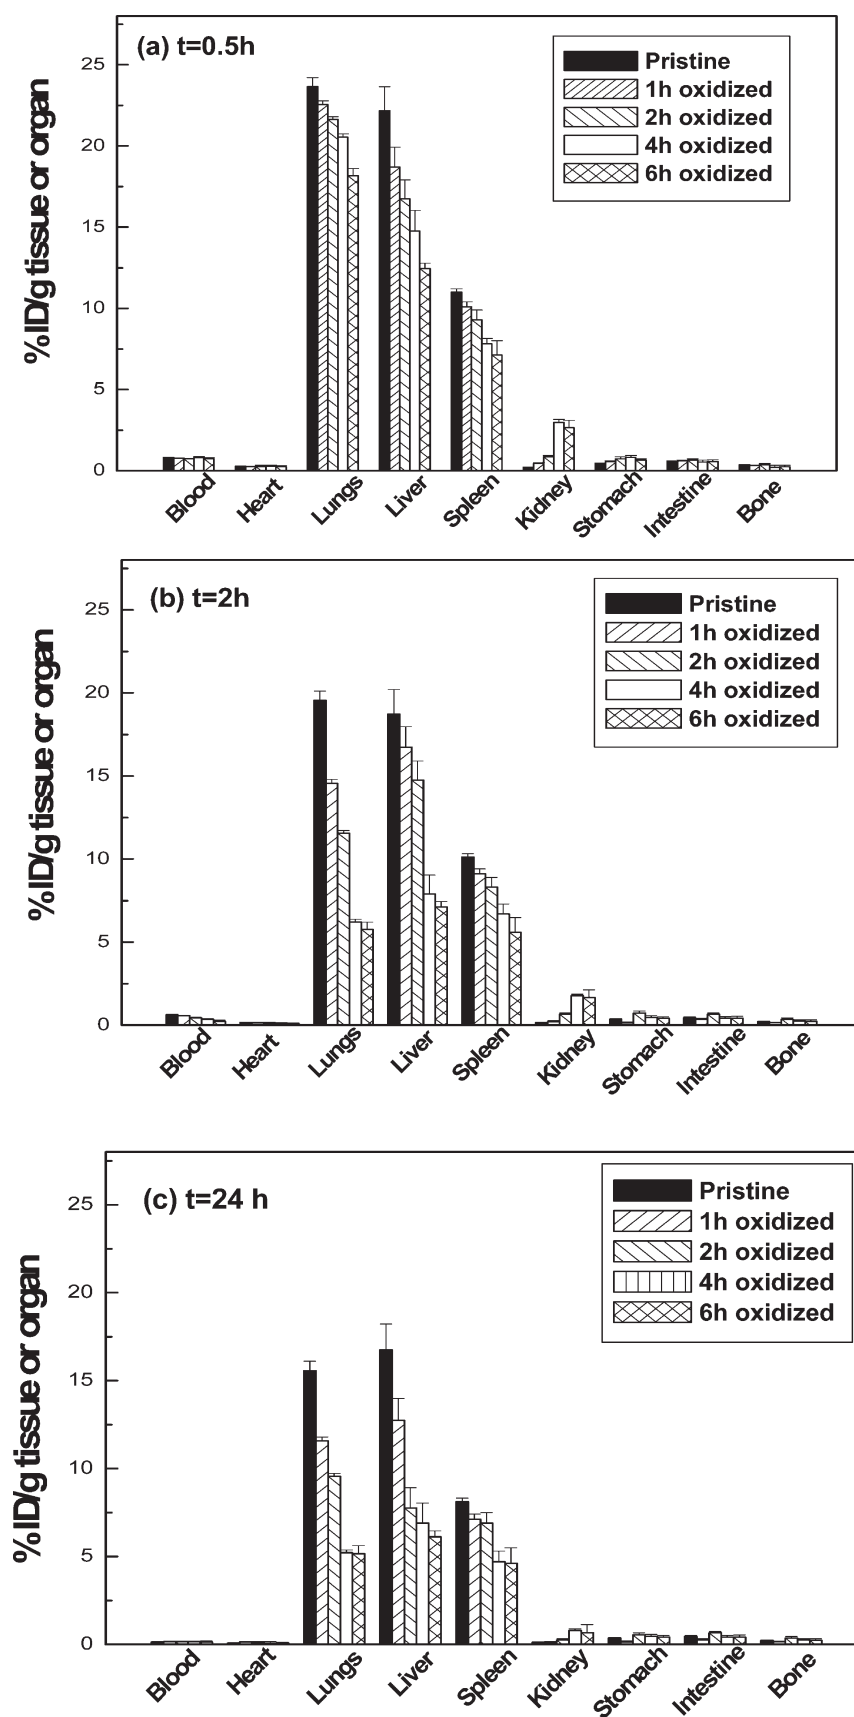 (a) t=0.5h
Pristine
1h oxidized
2h oxidized
4h oxidized
6h oxidized
%ID/g tissue or organ
25
20
15
10
5
0
Blood Heart Lungs Liver Spleen Kidney Stomach Intestine Bone
(b) t=2h
Pristine
1h oxidized
2h oxidized
4h oxidized
6h oxidized
%ID/g tissue or organ
25
20
15
10
5
0
Blood Heart Lungs Liver Spleen Kidney Stomach Intestine Bone
(c) t=24 h
Pristine
1h oxidized
2h oxidized
4h oxidized
6h oxidized
%ID/g tissue or organ
25
20
15
10
5
0
Blood Heart Lungs Liver Spleen Kidney Stomach Intestine Bone